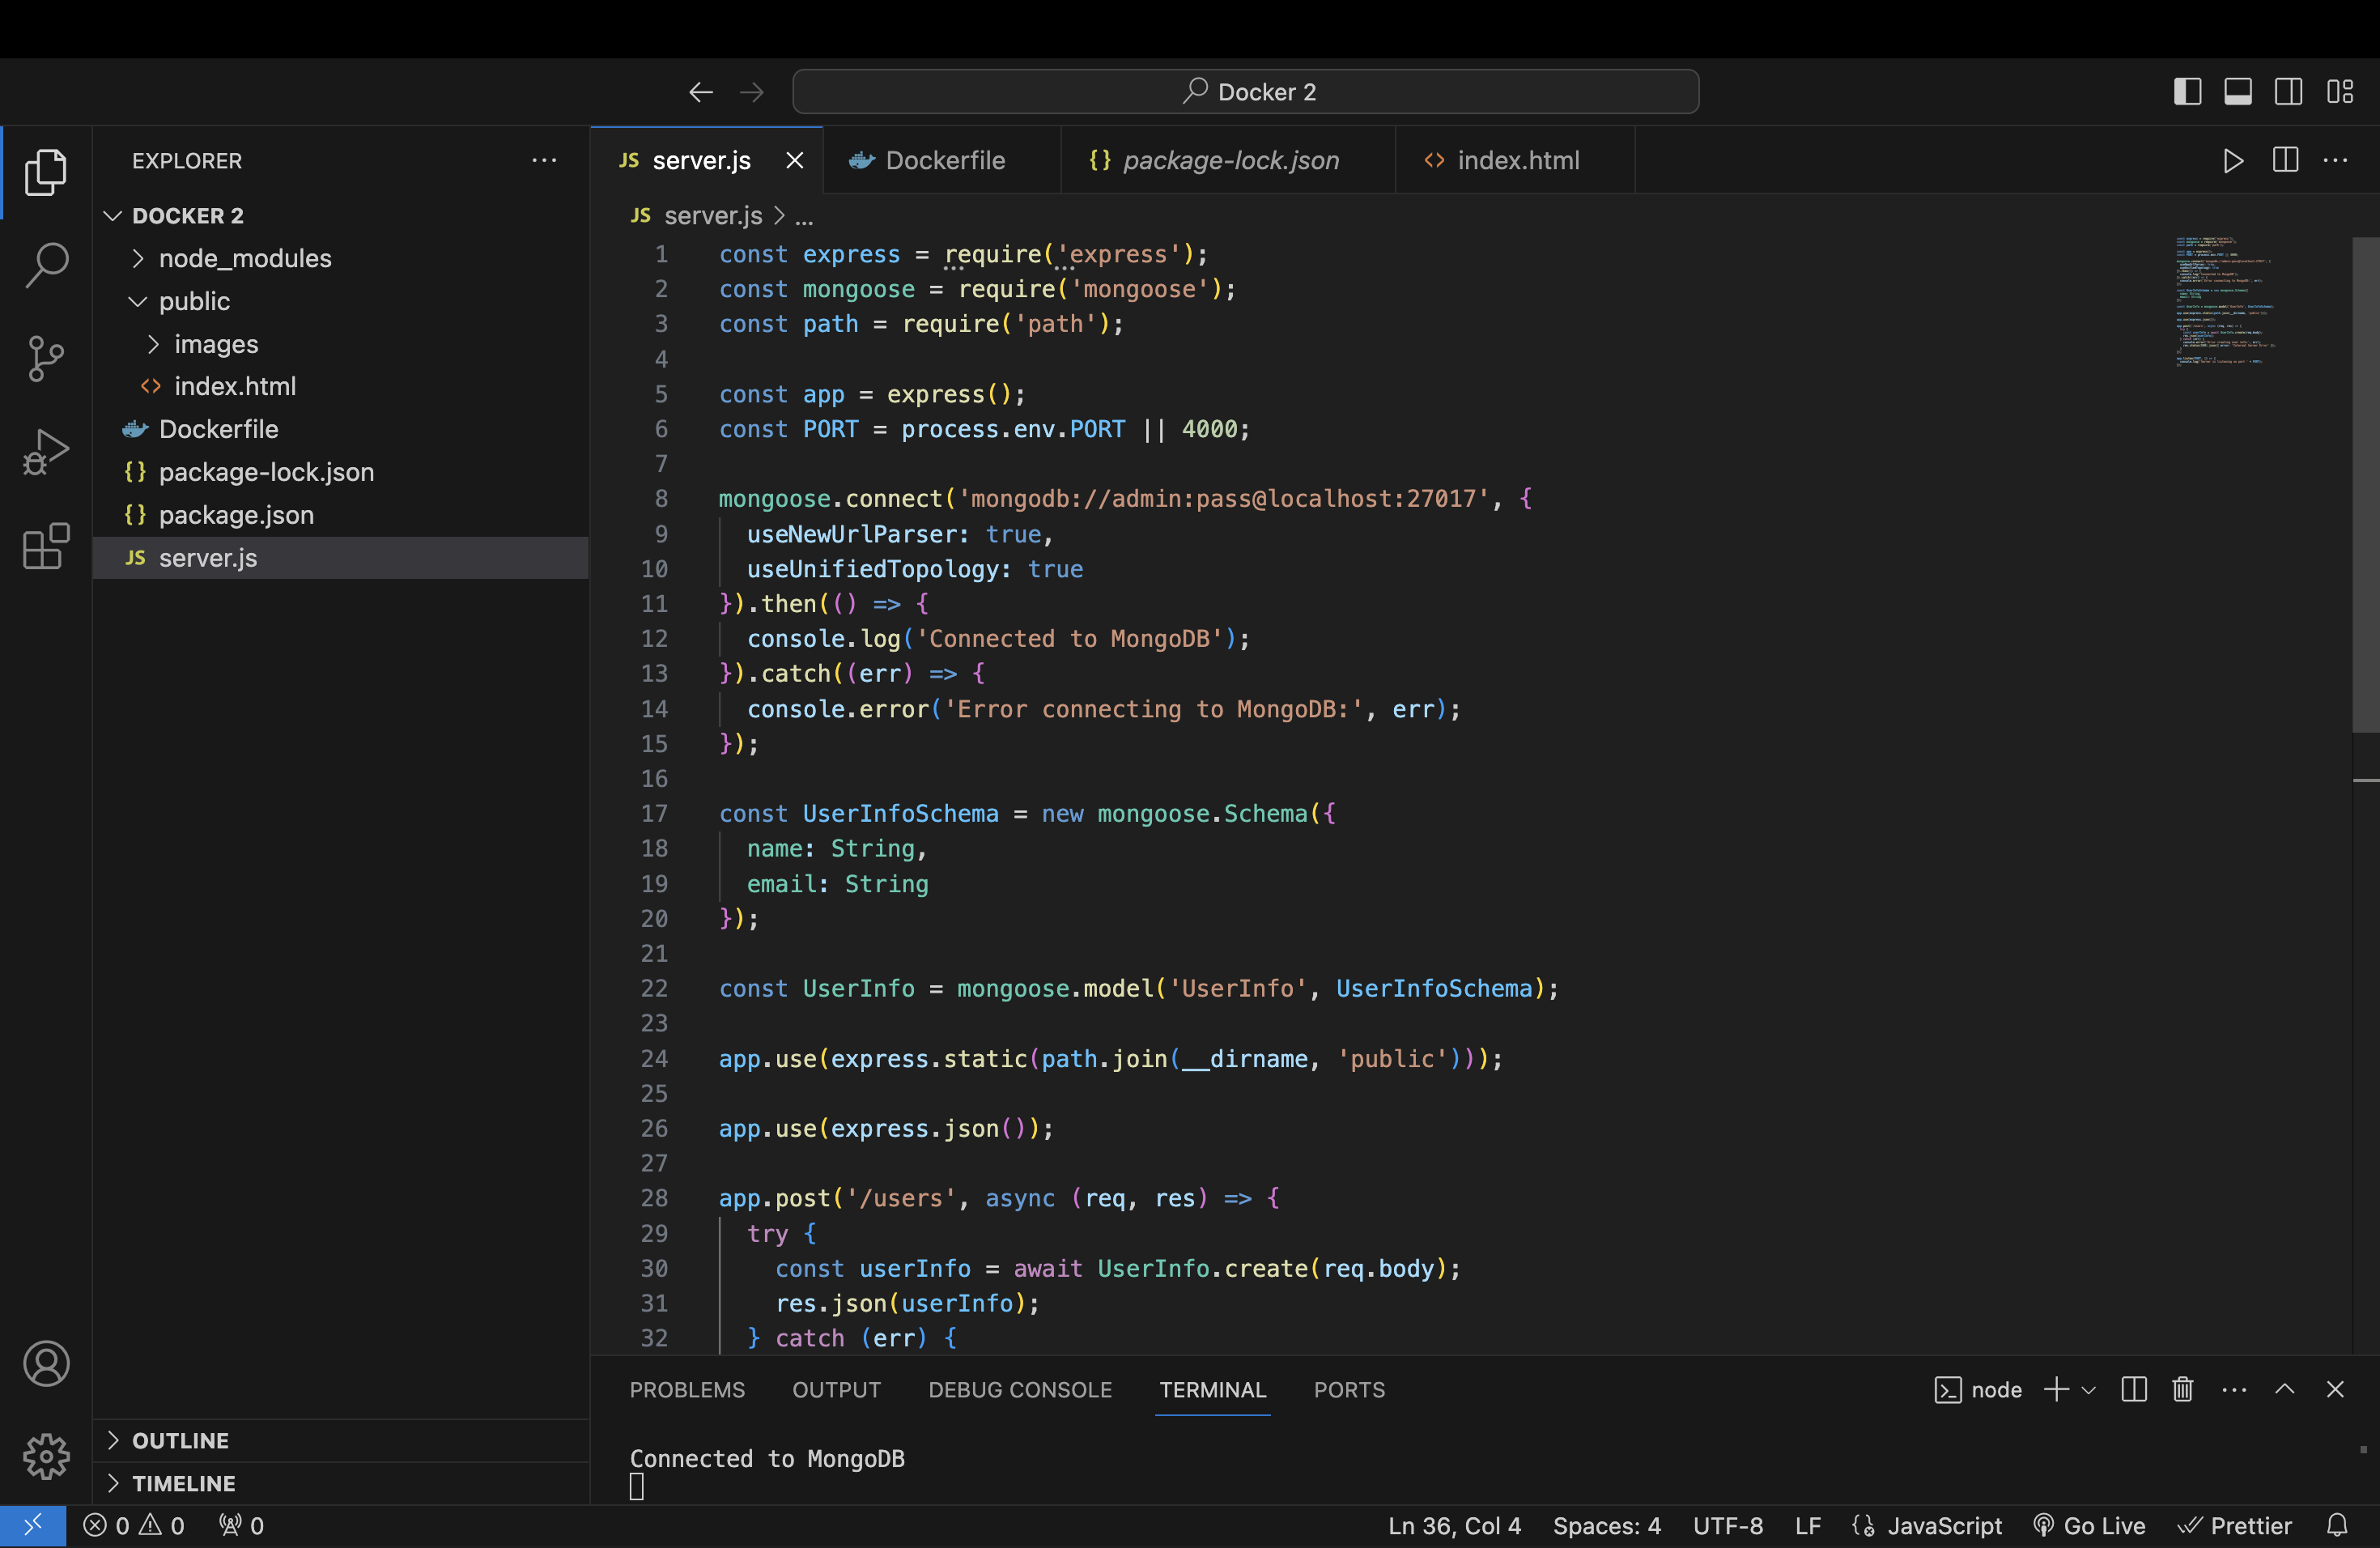 Docker 2
EXPLORER
DOCKER 2
node_modules
public
images
<> index.html
Dockerfile
{} package-lock.json
{} package.json
JS server.js
OUTLINE
TIMELINE
JS server.js
Dockerfile
{} package-lock.json
<> index.html
JS server.js > ...
1 const express = require('express');
2 const mongoose = require('mongoose');
3 const path = require('path');
4
5 const app = express();
6 const PORT = process.env.PORT || 4000;
7
8 mongoose.connect('mongodb://admin:pass@localhost:27017', {
9 useNewUrlParser: true,
10 useUnifiedTopology: true
11 }).then(() => {
12 console.log('Connected to MongoDB');
13 }).catch((err) => {
14 console.error('Error connecting to MongoDB:', err);
15 });
16
17 const UserInfoSchema = new mongoose.Schema({
18 name: String,
19 email: String
20 });
21
22 const UserInfo = mongoose.model('UserInfo', UserInfoSchema);
23
24 app.use(express.static(path.join(__dirname, 'public')));
25
26 app.use(express.json());
27
28 app.post('/users', async (req, res) => {
29 try {
30 const userInfo = await UserInfo.create(req.body);
31 res.json(userInfo);
32 } catch (err) {
PROBLEMS OUTPUT DEBUG CONSOLE TERMINAL PORTS
node
Connected to MongoDB
0 0 0
Ln 36, Col 4 Spaces: 4 UTF-8 LF JavaScript Go Live Prettier